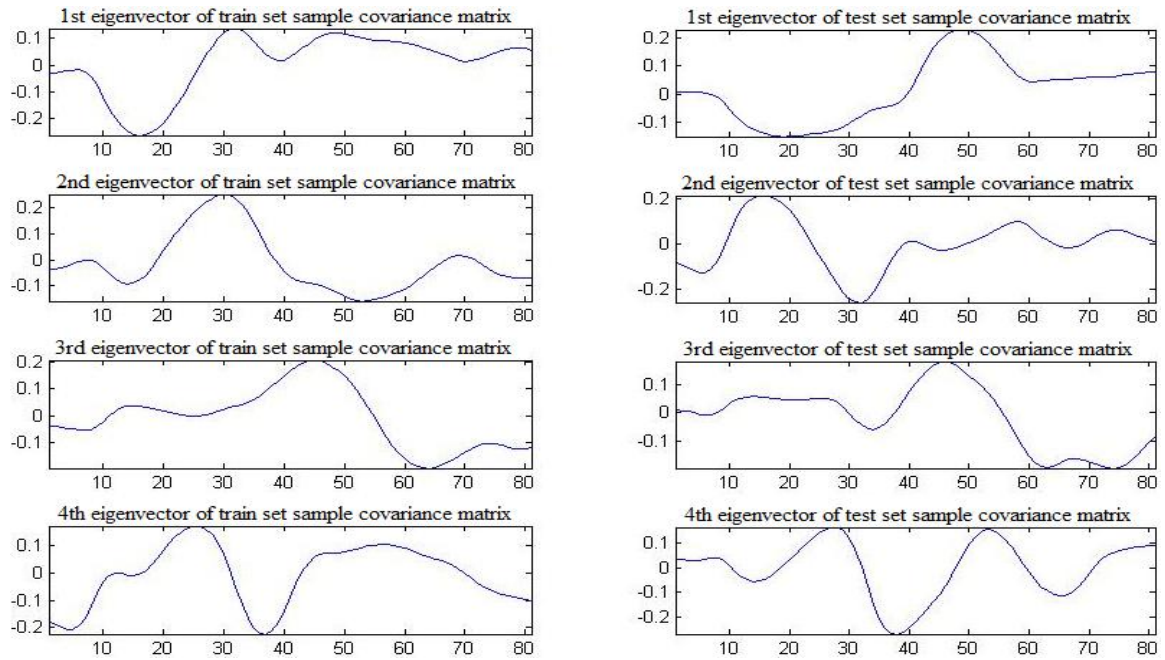 1st eigenvector of train set sample covariance matrix
0.1
0
-0.1
-0.2
10 20 30 40 50 60 70 80
1st eigenvector of test set sample covariance matrix
0.2
0.1
0
-0.1
10 20 30 40 50 60 70 80
2nd eigenvector of train set sample covariance matrix
0.2
0.1
0
-0.1
10 20 30 40 50 60 70 80
2nd eigenvector of test set sample covariance matrix
0.2
0
-0.2
10 20 30 40 50 60 70 80
3rd eigenvector of train set sample covariance matrix
0.2
0.1
0
-0.1
10 20 30 40 50 60 70 80
3rd eigenvector of test set sample covariance matrix
0.1
0
-0.1
10 20 30 40 50 60 70 80
4th eigenvector of train set sample covariance matrix
0.1
0
-0.1
-0.2
10 20 30 40 50 60 70 80
4th eigenvector of test set sample covariance matrix
0.1
0
-0.1
-0.2
10 20 30 40 50 60 70 80